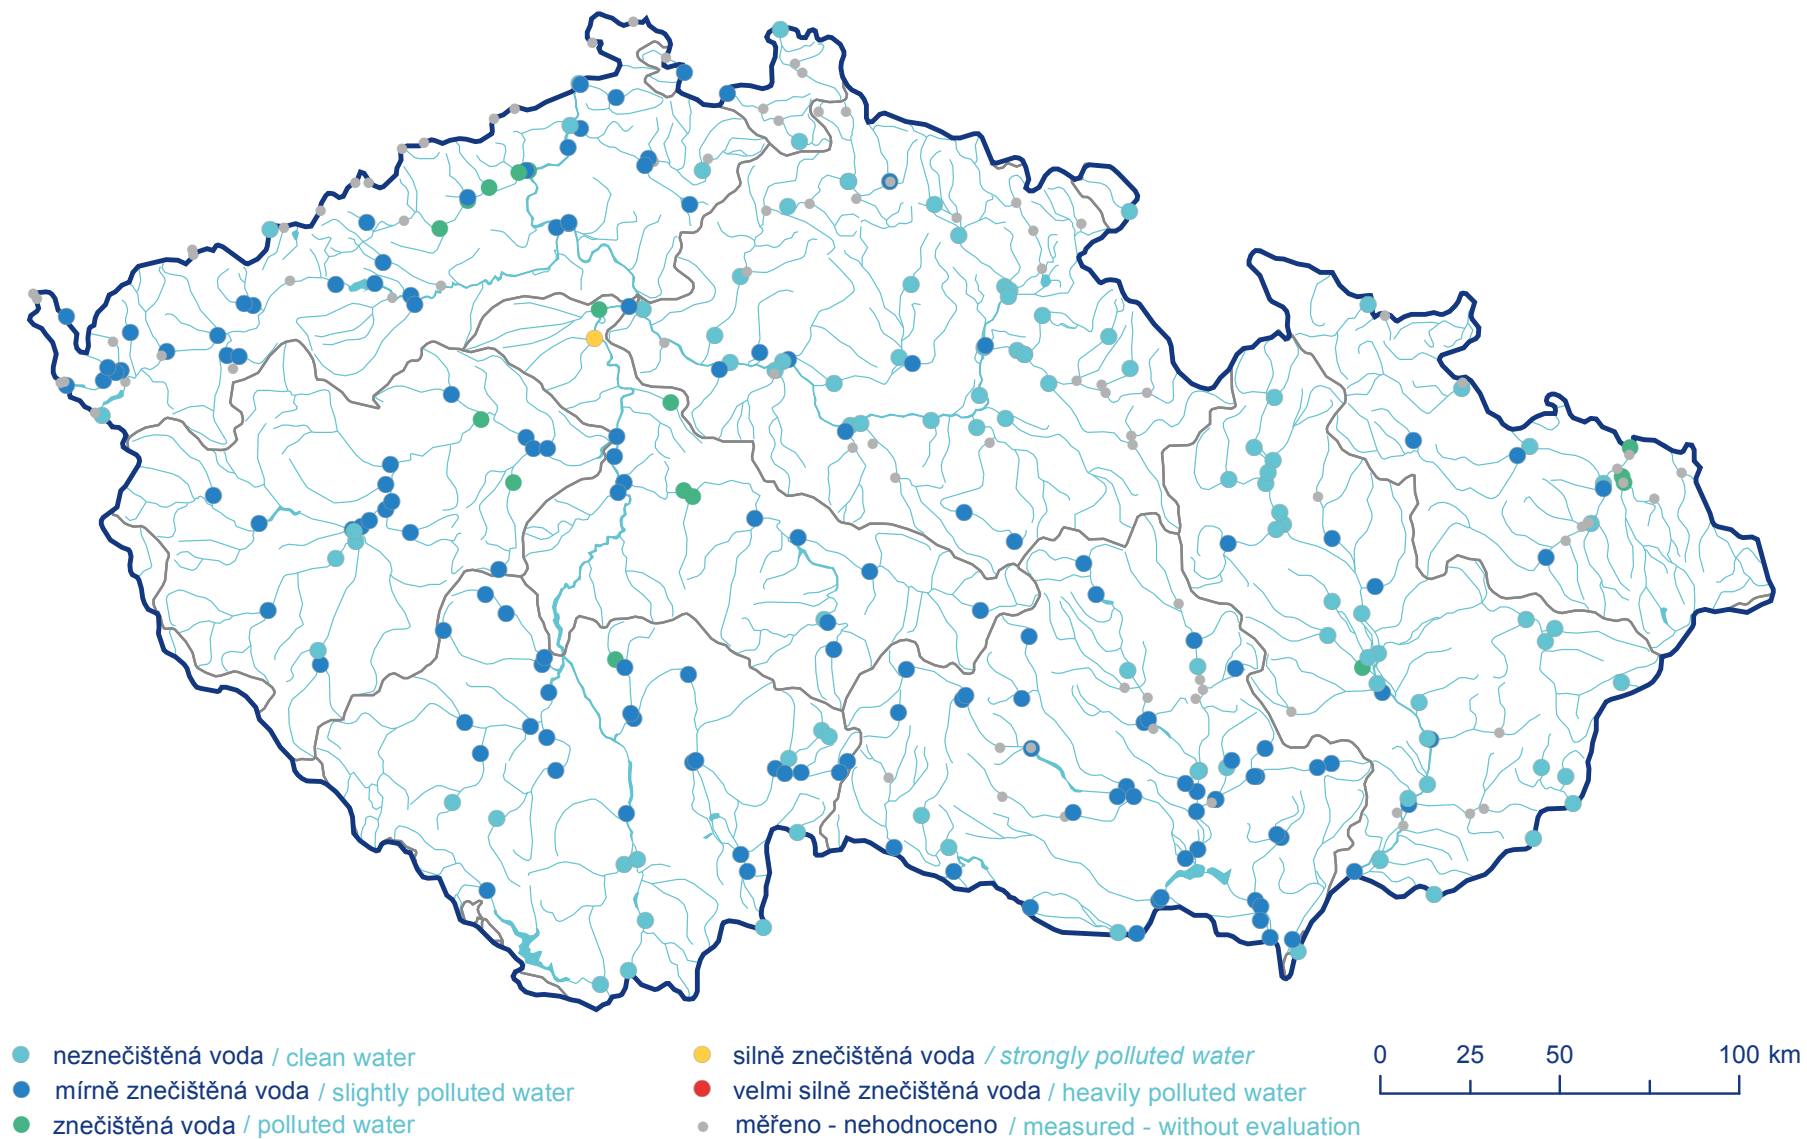 neznečištěná voda / clean water
mírně znečištěná voda / slightly polluted water
znečištěná voda / polluted water
silně znečištěná voda / strongly polluted water
velmi silně znečištěná voda / heavily polluted water
měřeno - nehodnoceno / measured - without evaluation
0 25 50 100 km